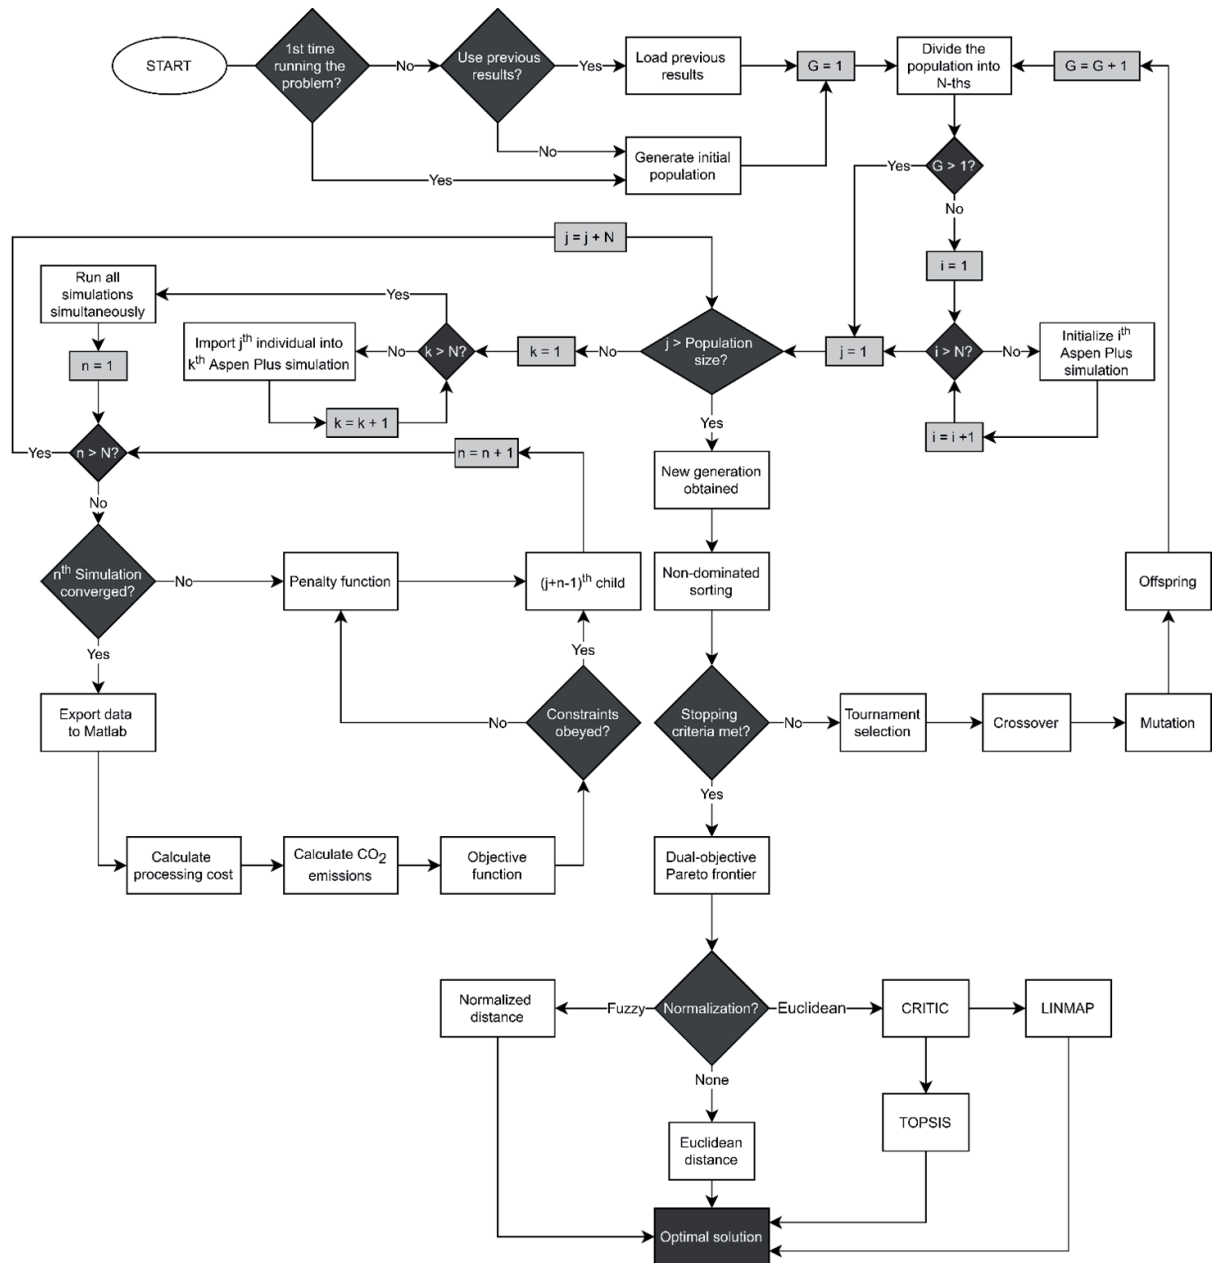 START
1st time
running the
problem?
No
Use previous
results?
Yes
Load previous
results
G = 1
Divide the
population into
N-ths
G = G + 1
No
Generate initial
population
Yes
Yes
G > 1?
No
j = j + N
i = 1
Run all
simulations
simultaneously
Yes
Import jth individual into
kth Aspen Plus simulation
No
k > N?
k = 1
No
j > Population
size?
j = 1
i > N?
No
Initialize ith
Aspen Plus
simulation
n = 1
k = k + 1
Yes
i = i +1
Yes
n > N?
n = n + 1
New generation
obtained
No
nth Simulation
converged?
No
Penalty function
(j+n-1)th child
Non-dominated
sorting
Offspring
Yes
Yes
Export data
to Matlab
No
Constraints
obeyed?
Stopping
criteria met?
No
Tournament
selection
Crossover
Mutation
Yes
Calculate
processing cost
Calculate CO2
emissions
Objective
function
Dual-objective
Pareto frontier
Normalized
distance
Fuzzy
Normalization?
Euclidean
CRITIC
LINMAP
None
TOPSIS
Euclidean
distance
Optimal solution